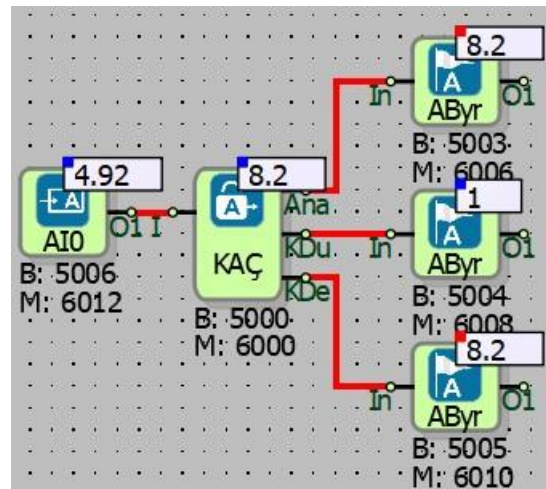 8.2
A
In
O1
AByr
B: 5003
M: 6006
4.92
A
O1
AI0
B: 5006
M: 6012
8.2
A
I
Ana
KDu
KDe
KAÇ
B: 5000
M: 6000
1
A
In
O1
AByr
B: 5004
M: 6008
8.2
A
In
O1
AByr
B: 5005
M: 6010